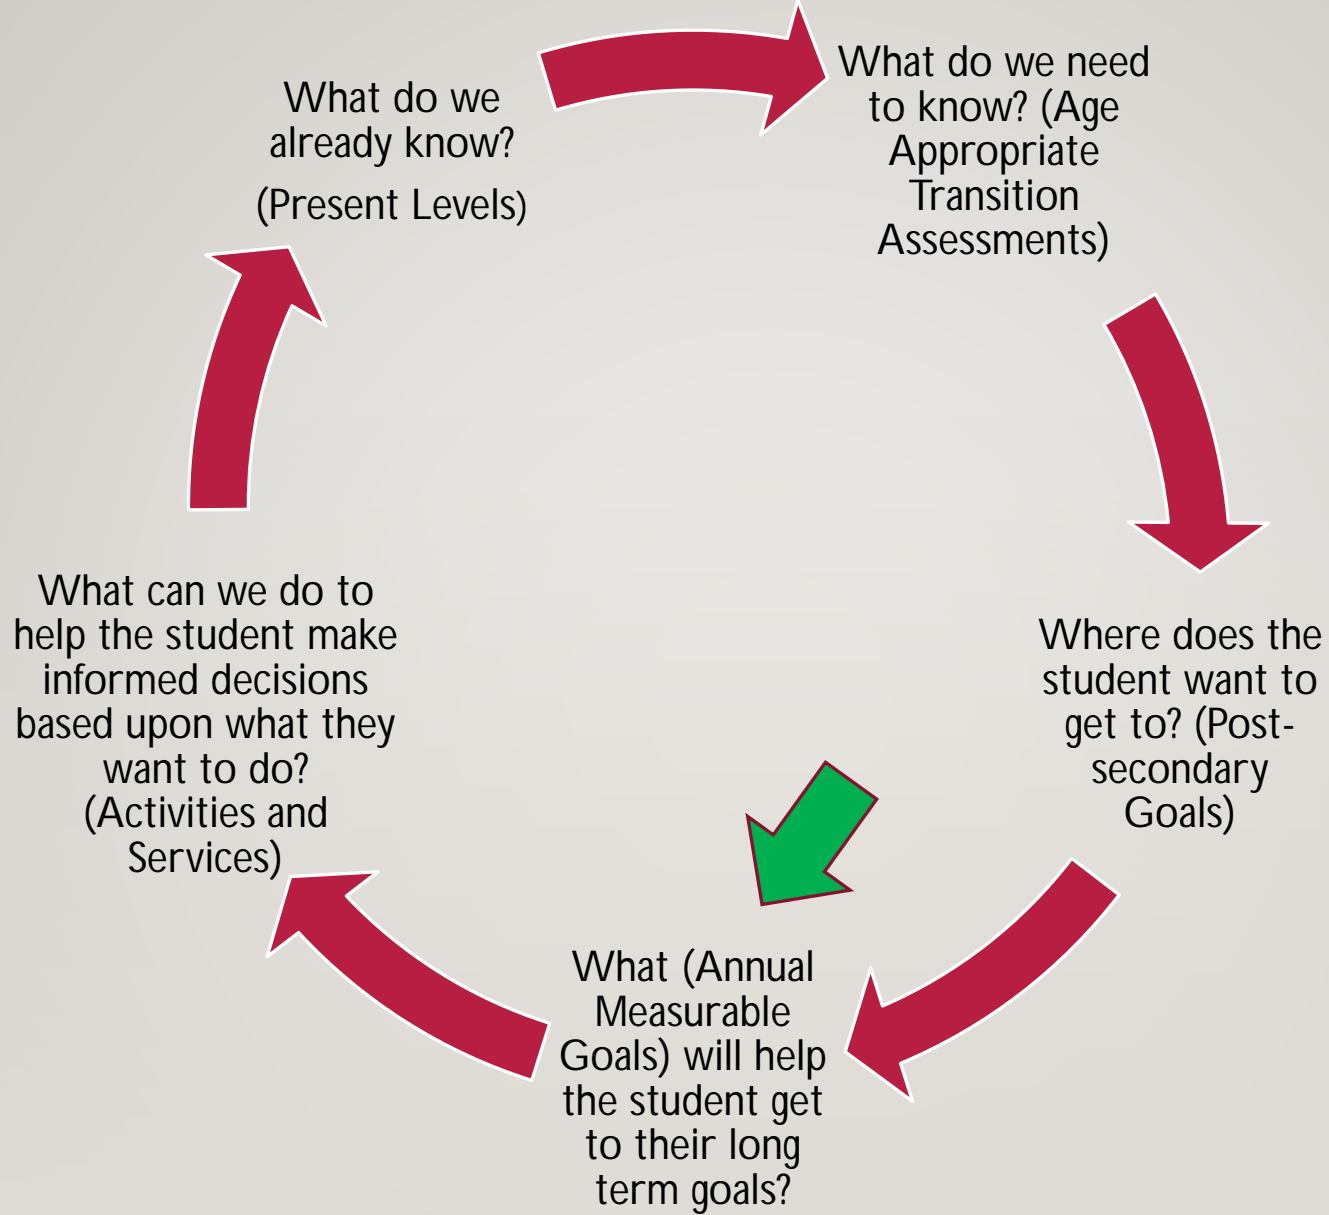 What do we
already know?
(Present Levels)
What do we need
to know? (Age
Appropriate
Transition
Assessments)
Where does the
student want to
get to? (Post-
secondary
Goals)
What (Annual
Measurable
Goals) will help
the student get
to their long
term goals?
What can we do to
help the student make
informed decisions
based upon what they
want to do?
(Activities and
Services)